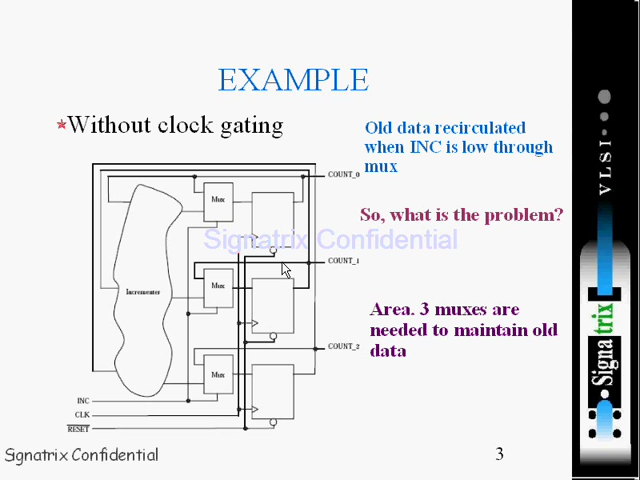 EXAMPLE
*Without clock gating
Old data recirculated
when INC is low through
mux
So, what is the problem?
Area. 3 muxes are
needed to maintain old
data
COUNT_0
Mux
COUNT_1
Mux
Incrementer
COUNT_2
Mux
INC
CLK
RESET
Signatrix Confidential
Signatrix Confidential
3
VLSI
Signatrix